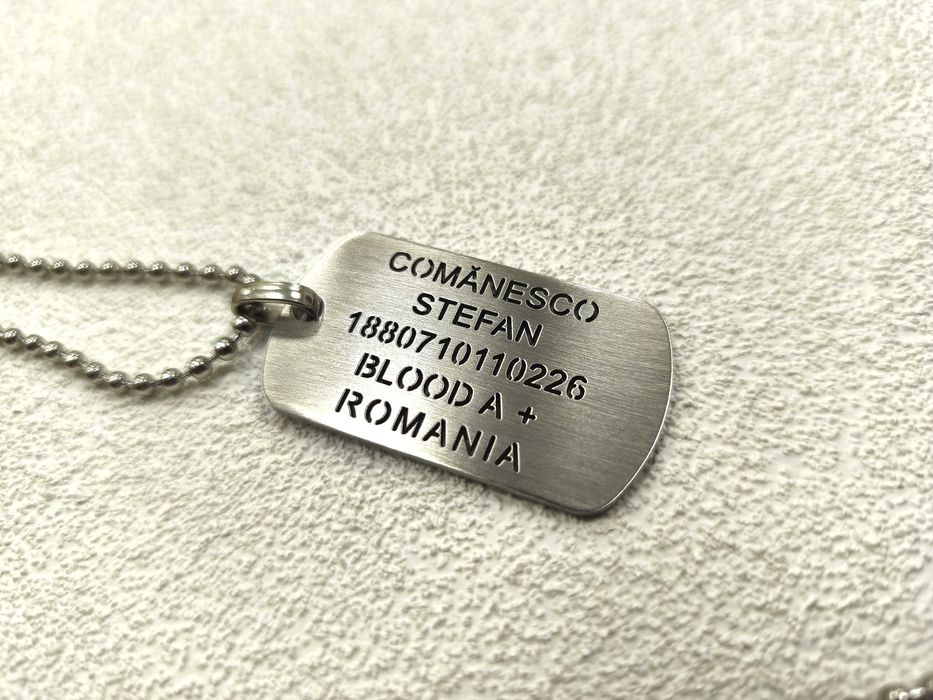 COMĂNESCO
STEFAN
1880710110226
BLOOD A +
ROMANIA